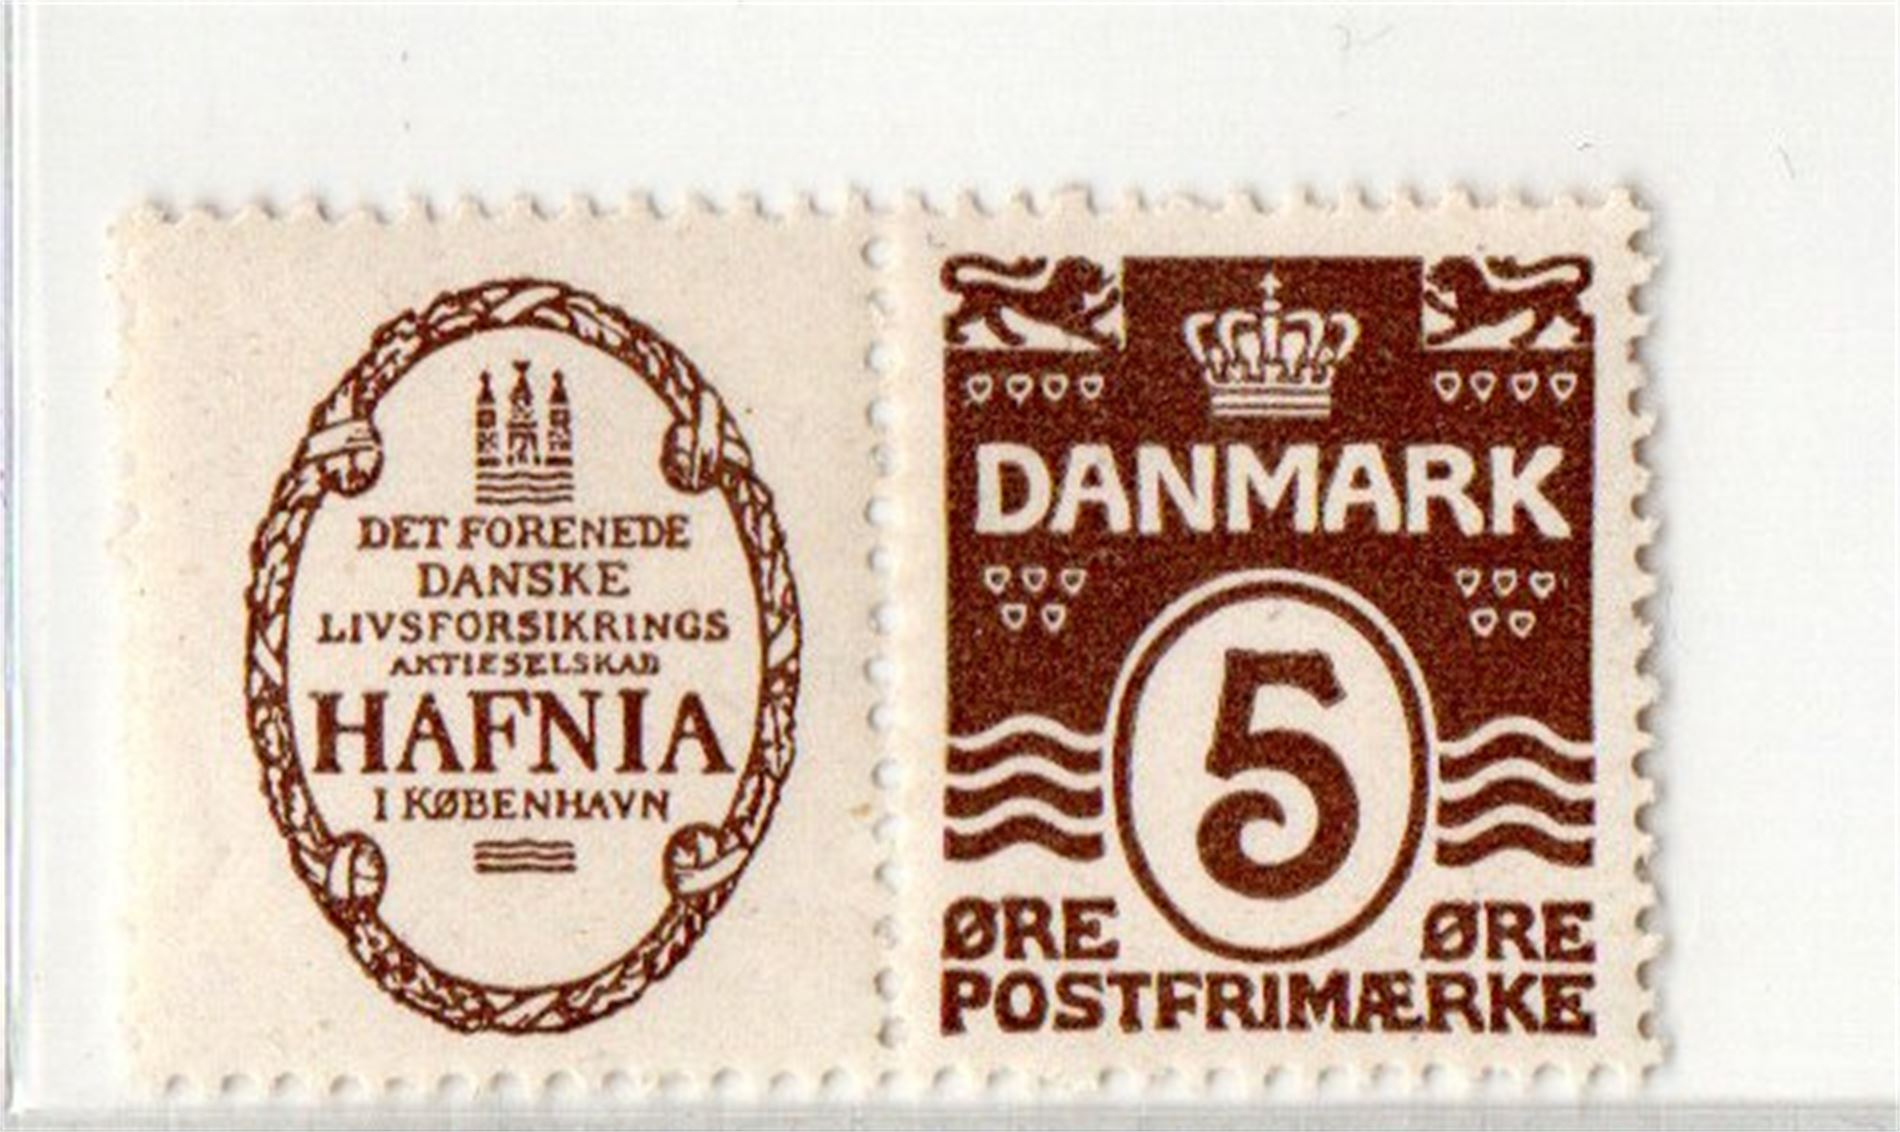 DET FORENEDE
DANSKE
LIVSFORSIKRINGS
AKTIESELSKAB
HAFNIA
I KØBENHAVN
DANMARK
5
ØRE ØRE
POSTFRIMÆRKE